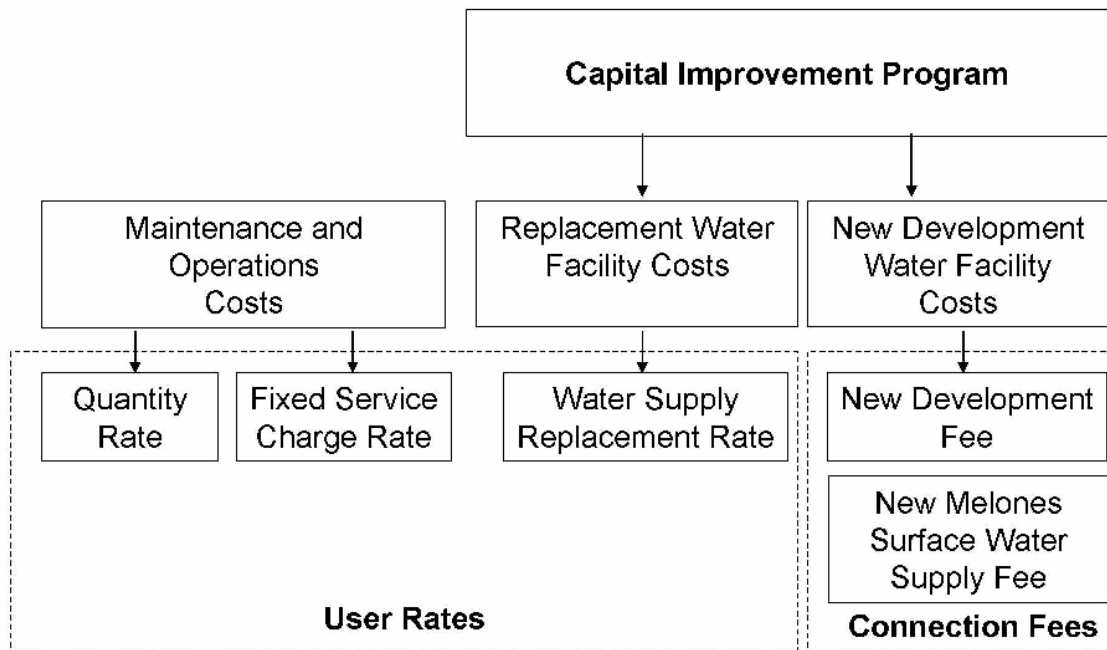 Capital Improvement Program
Maintenance and
Operations
Costs
Replacement Water
Facility Costs
New Development
Water Facility
Costs
Quantity
Rate
Fixed Service
Charge Rate
Water Supply
Replacement Rate
New Development
Fee
New Melones
Surface Water
Supply Fee
User Rates
Connection Fees